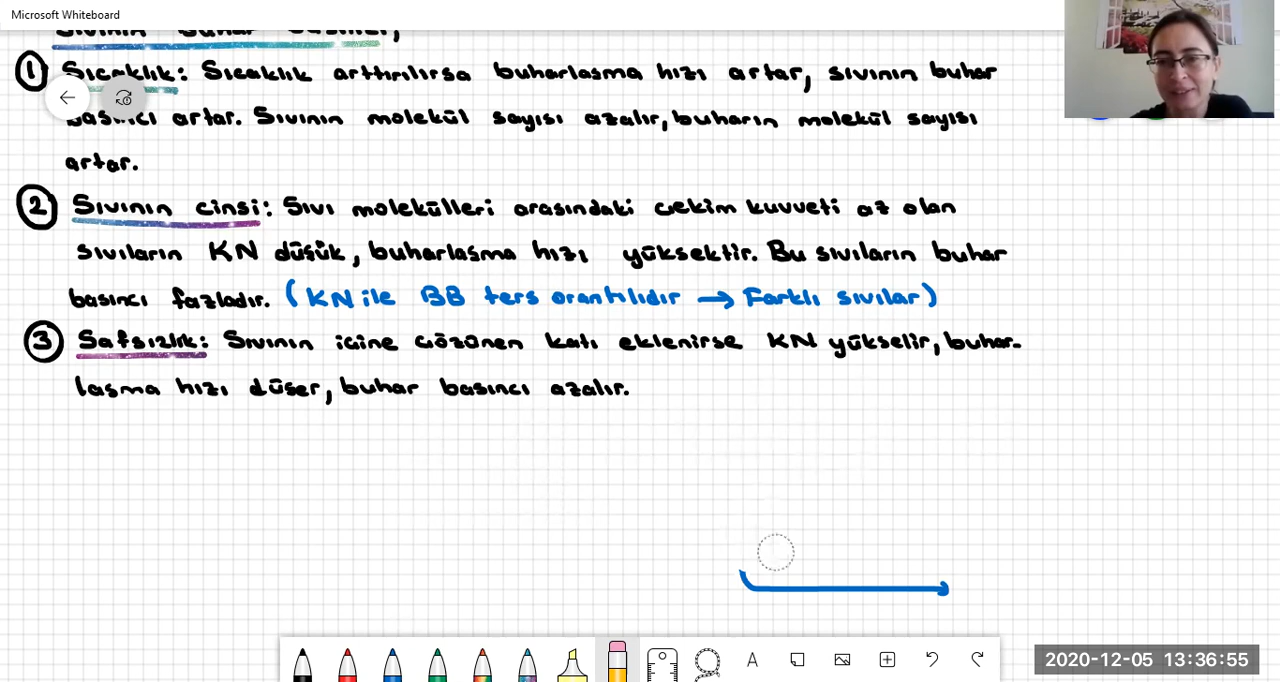 Microsoft Whiteboard
Sıvının Buhar Basıncı,
① Sıcaklık: Sıcaklık arttırılırsa buharlaşma hızı artar, sıvının buhar
basıncı artar. Sıvının molekül sayısı azalır, buharın molekül sayısı
artar.
② Sıvının cinsi: Sıvı molekülleri arasındaki çekim kuvveti az olan
sıvıların KN düşük, buharlaşma hızı yüksektir. Bu sıvıların buhar
basıncı fazladır. (KN ile BB ters orantılıdır → Farklı sıvılar)
③ Safsızlık: Sıvının içine çözünen katı eklenirse KN yükselir, buhar-
laşma hızı düşer, buhar basıncı azalır.
2020-12-05 13:36:55